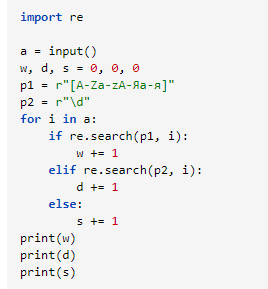 import re

a = input()
w, d, s = 0, 0, 0
p1 = r"[A-Za-zА-Яа-я]"
p2 = r"\d"
for i in a:
    if re.search(p1, i):
        w += 1
    elif re.search(p2, i):
        d += 1
    else:
        s += 1
print(w)
print(d)
print(s)